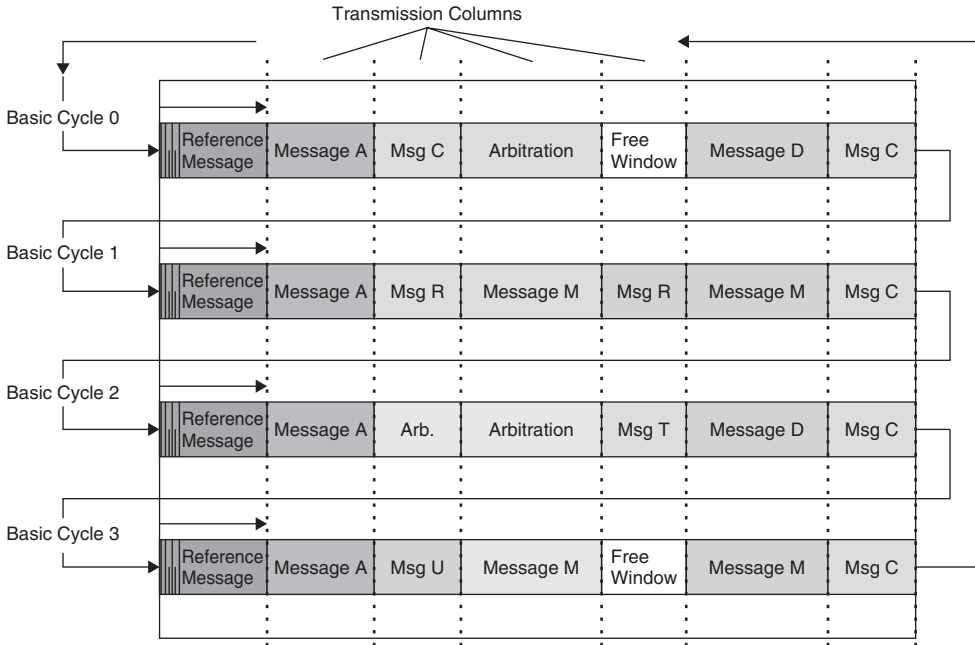 Transmission Columns
Basic Cycle 0
Reference
Message
Message A
Msg C
Arbitration
Free
Window
Message D
Msg C
Basic Cycle 1
Reference
Message
Message A
Msg R
Message M
Msg R
Message M
Msg C
Basic Cycle 2
Reference
Message
Message A
Arb.
Arbitration
Msg T
Message D
Msg C
Basic Cycle 3
Reference
Message
Message A
Msg U
Message M
Free
Window
Message M
Msg C